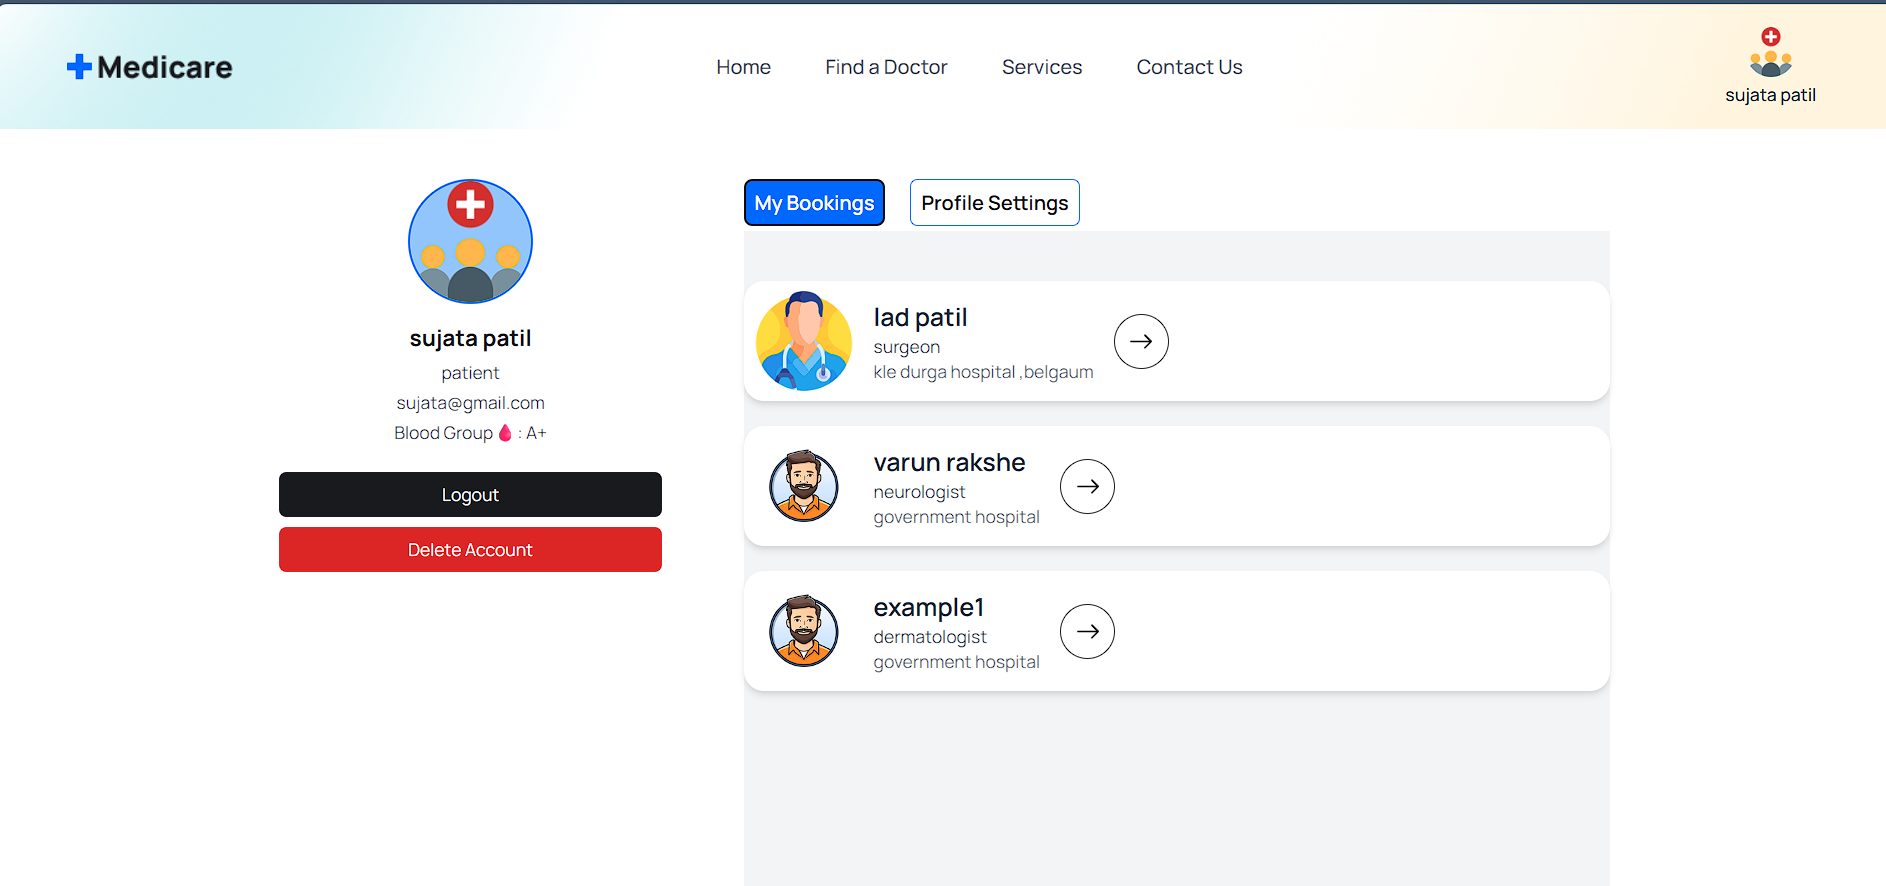 Medicare
Home Find a Doctor Services Contact Us
sujata patil
sujata patil
patient
sujata@gmail.com
Blood Group 🩸 : A+
Logout
Delete Account
My Bookings Profile Settings
lad patil
surgeon
kle durga hospital ,belgaum
varun rakshe
neurologist
government hospital
example1
dermatologist
government hospital